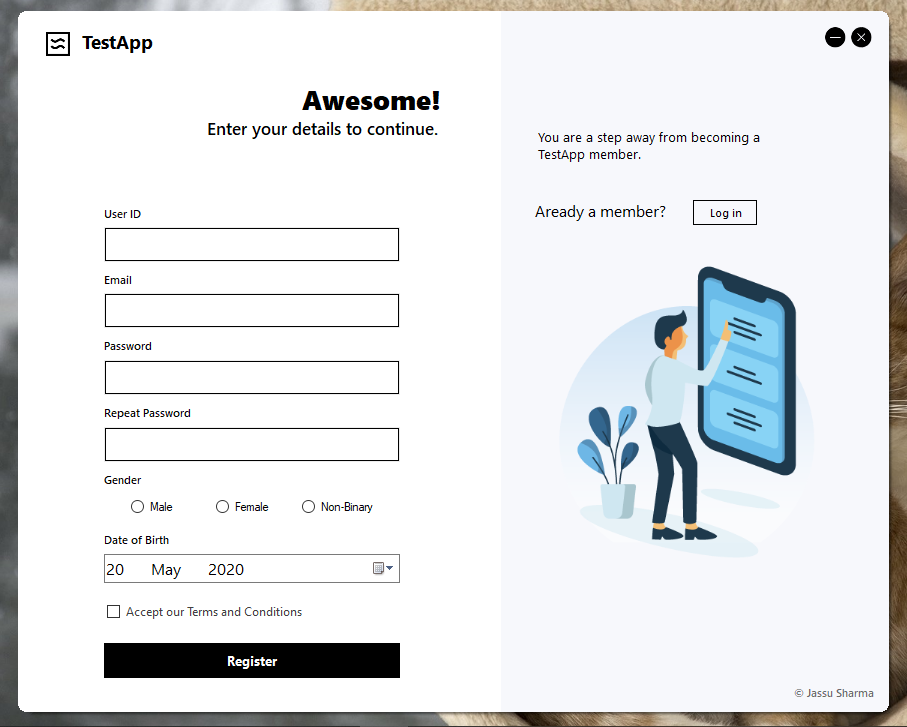 TestApp
Awesome!
Enter your details to continue.
User ID
Email
Password
Repeat Password
Gender
Male Female Non-Binary
Date of Birth
20 May 2020
Accept our Terms and Conditions
Register
You are a step away from becoming a
TestApp member.
Aready a member? Log in
© Jassu Sharma